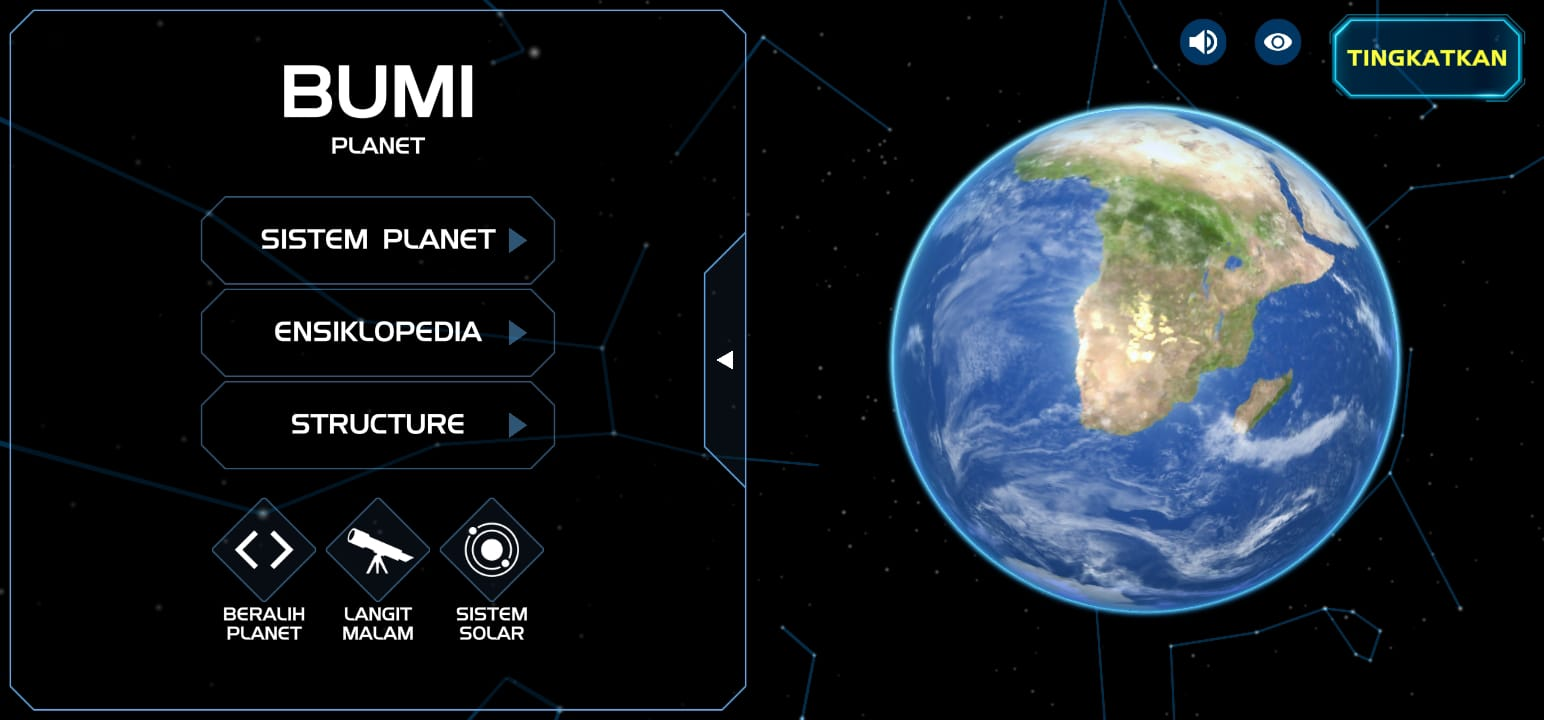 BUMI
PLANET
SISTEM PLANET
ENSIKLOPEDIA
STRUCTURE
BERALIH
PLANET
LANGIT
MALAM
SISTEM
SOLAR
TINGKATKAN